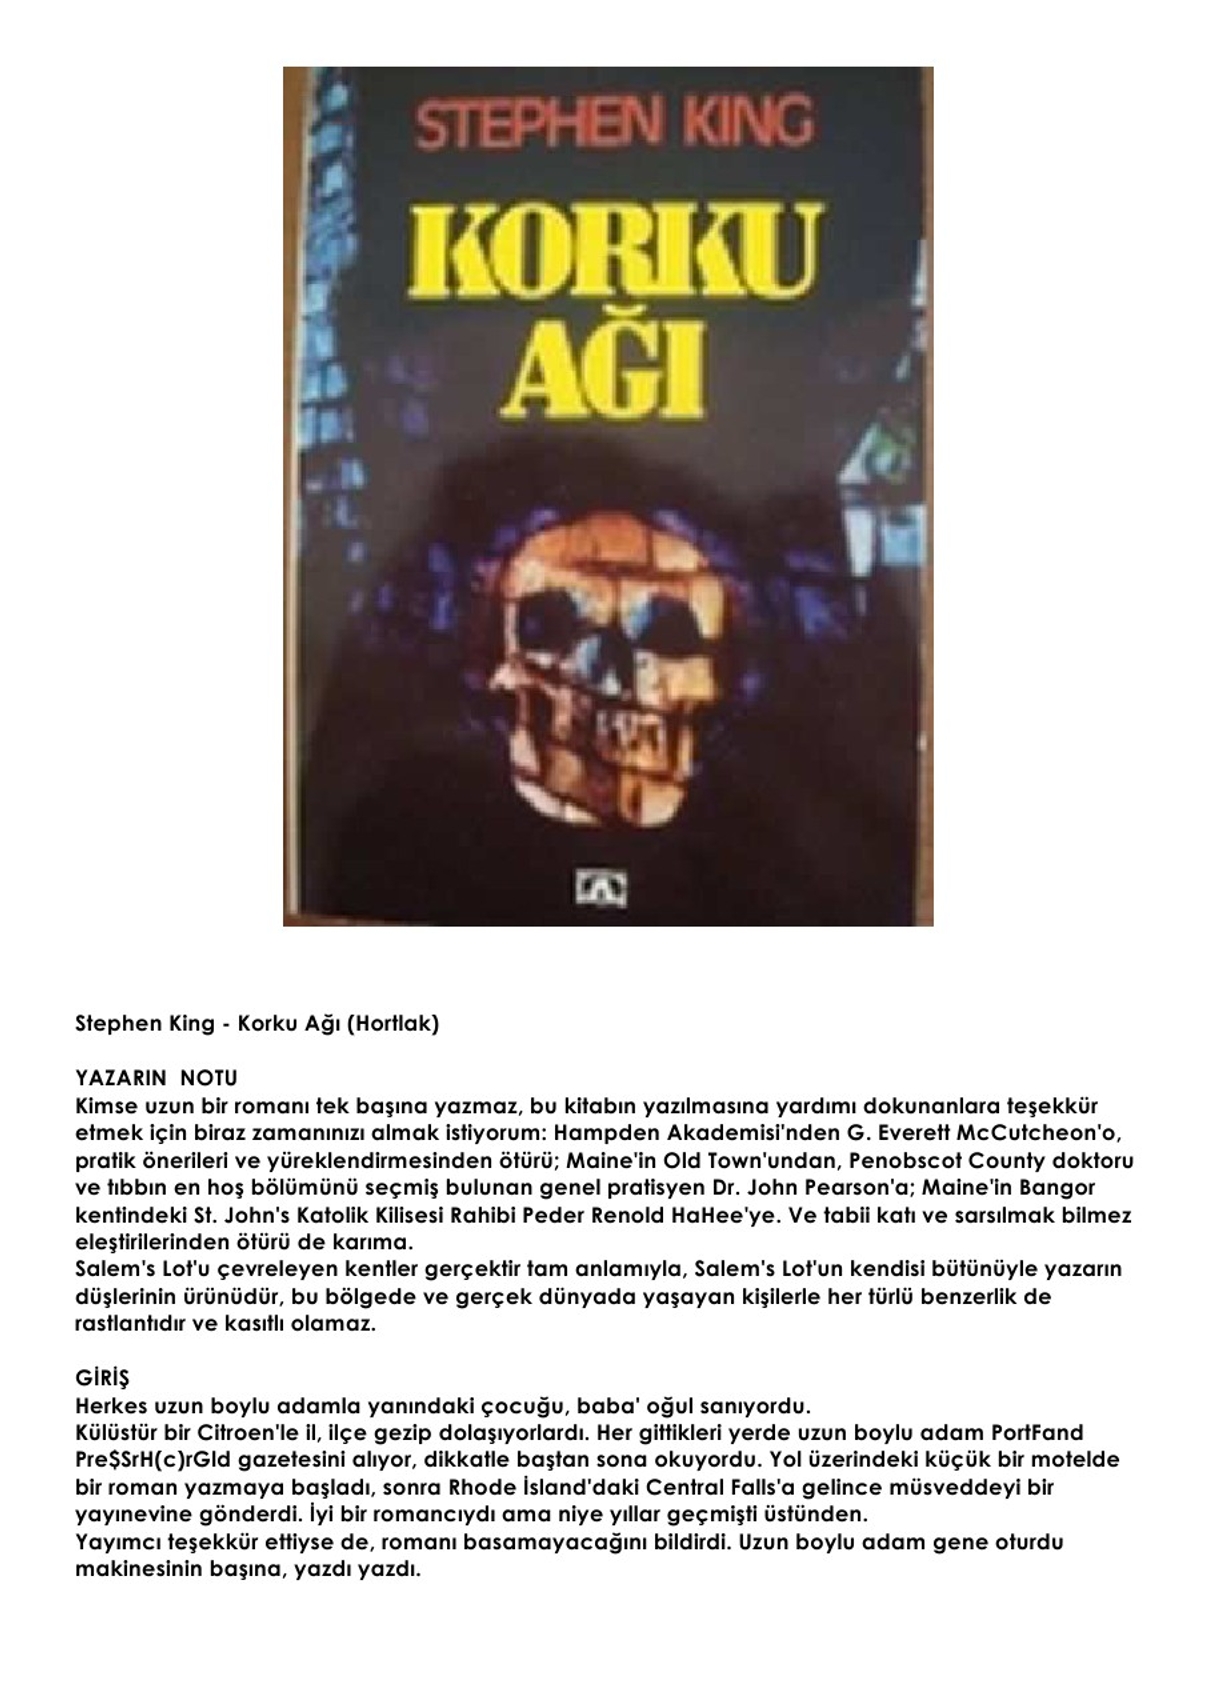 STEPHEN KING
KORKU
AĞI
Stephen King - Korku Ağı (Hortlak)
YAZARIN NOTU
Kimse uzun bir romanı tek başına yazmaz, bu kitabın yazılmasına yardımı dokunanlara teşekkür
etmek için biraz zamanınızı almak istiyorum: Hampden Akademisi'nden G. Everett McCutcheon'o,
pratik önerileri ve yüreklendirmesinden ötürü; Maine'in Old Town'undan, Penobscot County doktoru
ve tıbbın en hoş bölümünü seçmiş bulunan genel pratisyen Dr. John Pearson'a; Maine'in Bangor
kentindeki St. John's Katolik Kilisesi Rahibi Peder Renold HaHee'ye. Ve tabii katı ve sarsılmak bilmez
eleştirilerinden ötürü de karıma.
Salem's Lot'u çevreleyen kentler gerçektir tam anlamıyla, Salem's Lot'un kendisi bütünüyle yazarın
düşlerinin ürünüdür, bu bölgede ve gerçek dünyada yaşayan kişilerle her türlü benzerlik de
rastlantıdır ve kasıtlı olamaz.
GİRİŞ
Herkes uzun boylu adamla yanındaki çocuğu, baba' oğul sanıyordu.
Külüstür bir Citroen'le il, ilçe gezip dolaşıyorlardı. Her gittikleri yerde uzun boylu adam PortFand
Pre$SrH(c)rGld gazetesini alıyor, dikkatle baştan sona okuyordu. Yol üzerindeki küçük bir motelde
bir roman yazmaya başladı, sonra Rhode İsland'daki Central Falls'a gelince müsveddeyi bir
yayınevine gönderdi. İyi bir romancıydı ama niye yıllar geçmişti üstünden.
Yayımcı teşekkür ettiyse de, romanı basamayacağını bildirdi. Uzun boylu adam gene oturdu
makinesinin başına, yazdı yazdı.